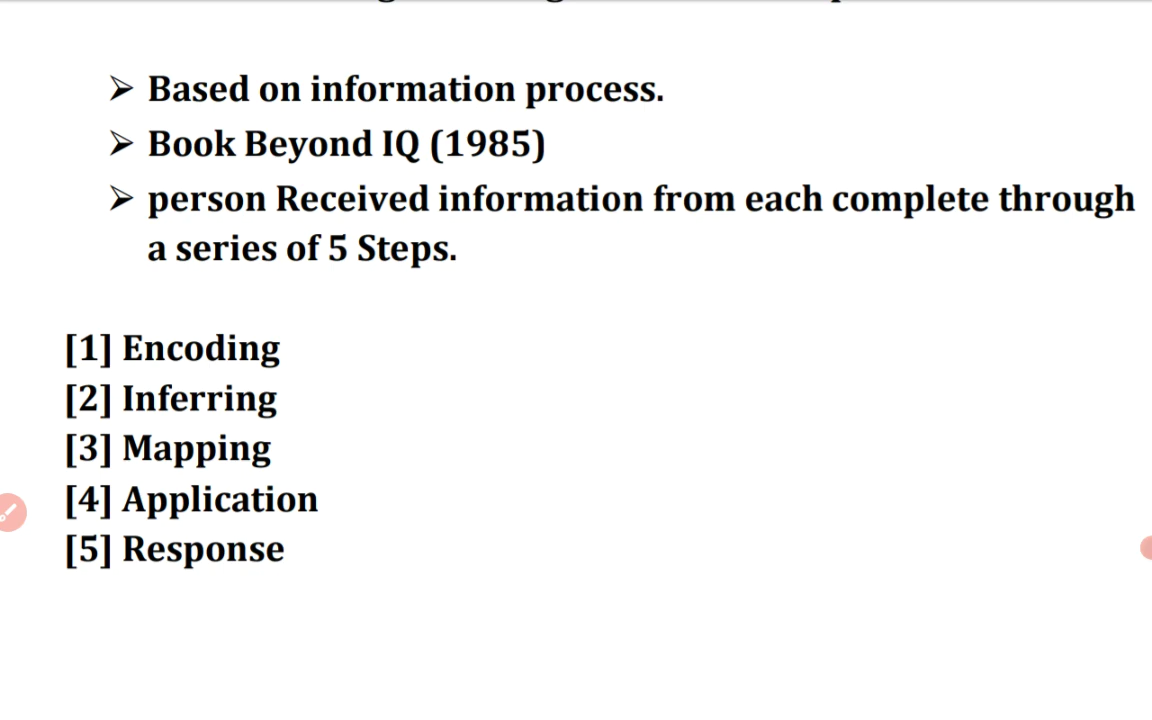 ➢ Based on information process.
➢ Book Beyond IQ (1985)
➢ person Received information from each complete through
a series of 5 Steps.
[1] Encoding
[2] Inferring
[3] Mapping
[4] Application
[5] Response